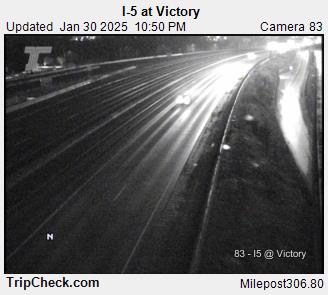 I-5 at Victory
Updated Jan 30 2025 10:50 PM Camera 83
N
83 - I5 @ Victory
TripCheck.com Milepost306.80